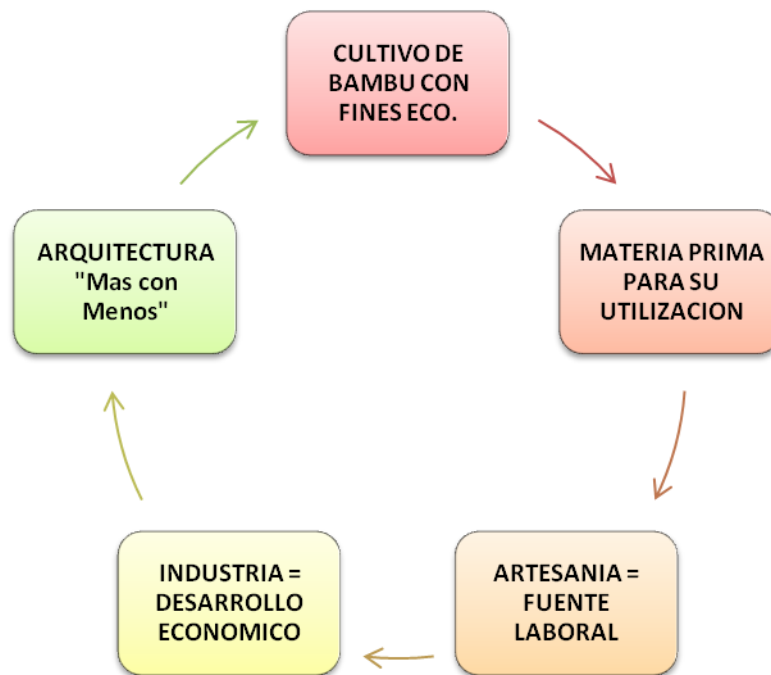 CULTIVO DE
BAMBU CON
FINES ECO.
MATERIA PRIMA
PARA SU
UTILIZACION
ARTESANIA =
FUENTE
LABORAL
INDUSTRIA =
DESARROLLO
ECONOMICO
ARQUITECTURA
"Mas con
Menos"